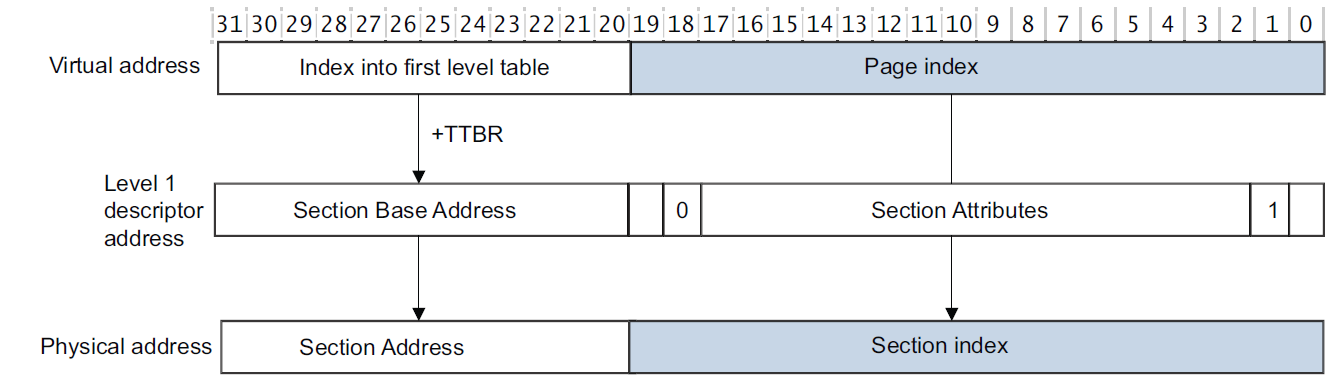 31 30 29 28 27 26 25 24 23 22 21 20 19 18 17 16 15 14 13 12 11 10 9 8 7 6 5 4 3 2 1 0
Virtual address Index into first level table Page index
+TTBR
Level 1
descriptor
address
Section Base Address 0 Section Attributes 1
Physical address Section Address Section index